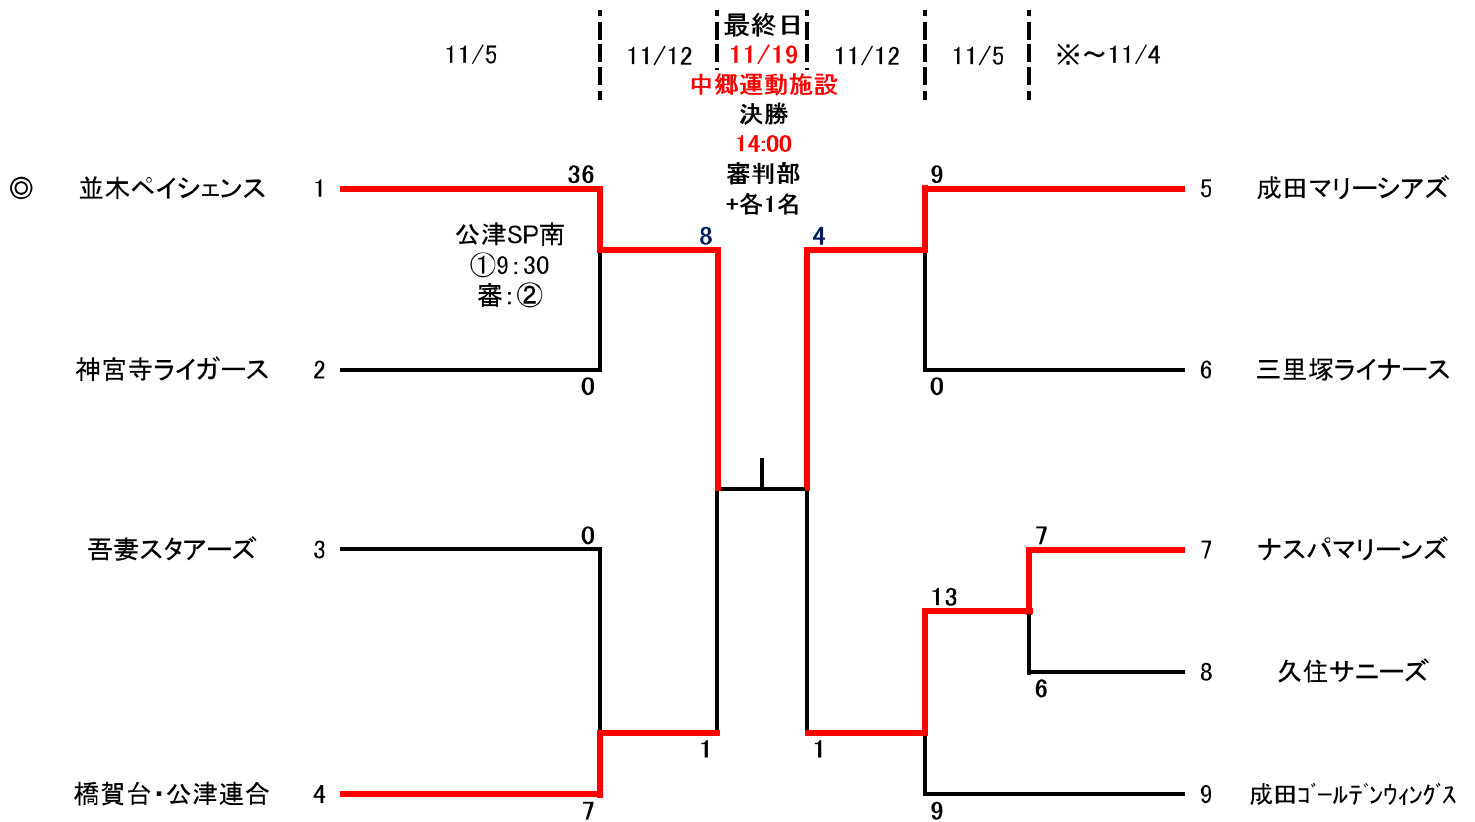 11/5
11/12
最終日
11/19
11/12
11/5
※～11/4
中郷運動施設
決勝
14:00
審判部
+各1名
◎ 並木ペイシェンス 1
36
公津SP南
①9:30
審:②
8
4
9
5 成田マリーシアズ
神宮寺ライガース 2
0
0
6 三里塚ライナース
吾妻スタアーズ 3
0
7
7 ナスパマリーンズ
13
6
8 久住サニーズ
1
1
橋賀台・公津連合 4
7
9
9 成田ｺﾞｰﾙﾃﾞﾝｳｨﾝｸﾞｽ